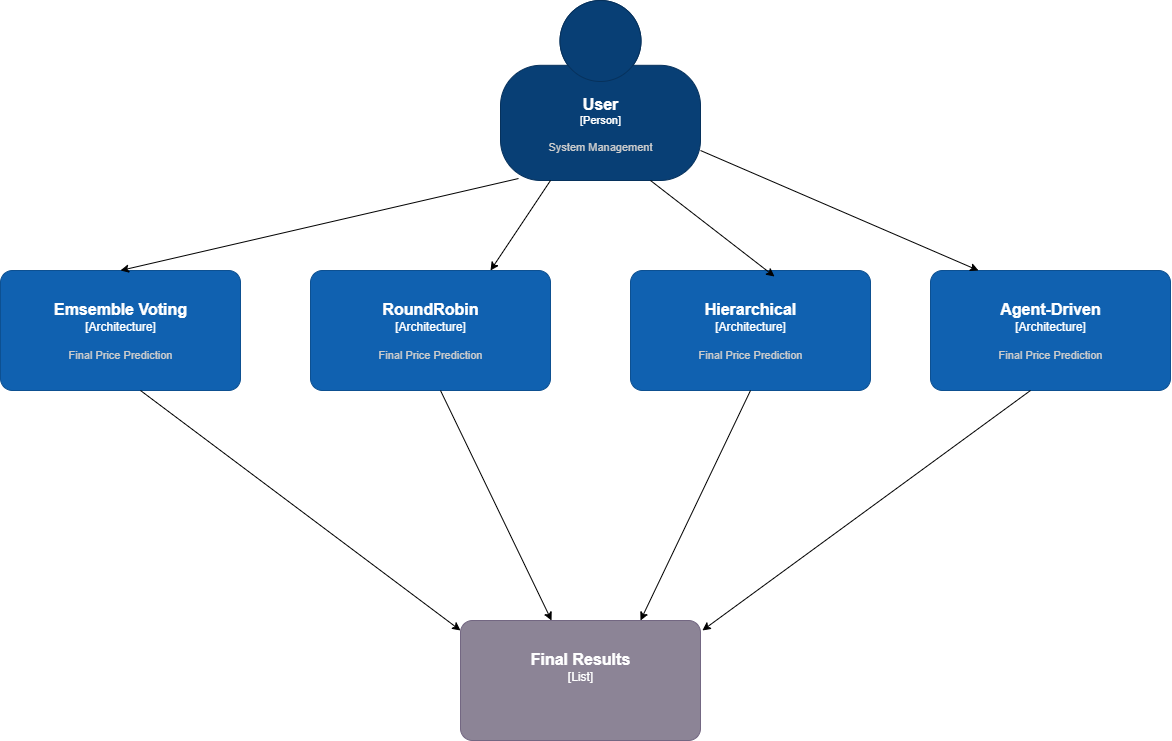 User
[Person]
System Management
Emsemble Voting
[Architecture]
Final Price Prediction
RoundRobin
[Architecture]
Final Price Prediction
Hierarchical
[Architecture]
Final Price Prediction
Agent-Driven
[Architecture]
Final Price Prediction
Final Results
[List]